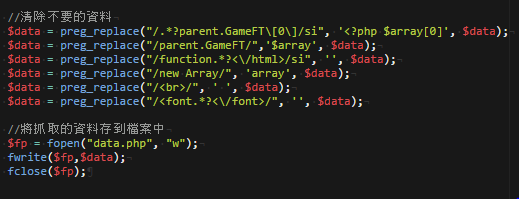 //清除不要的資料
$data = preg_replace("/.*?parent.GameFT\[0\]/si", '<?php $array[0]', $data);
$data = preg_replace("/parent.GameFT/",'$array', $data);
$data = preg_replace("/function.*?<\/html>/si", '', $data);
$data = preg_replace("/new Array/", 'array', $data);
$data = preg_replace("/<br>/", ' ', $data);
$data = preg_replace("/<font.*?<\/font>/", '', $data);
//將抓取的資料存到檔案中
$fp = fopen("data.php", "w");
fwrite($fp,$data);
fclose($fp);